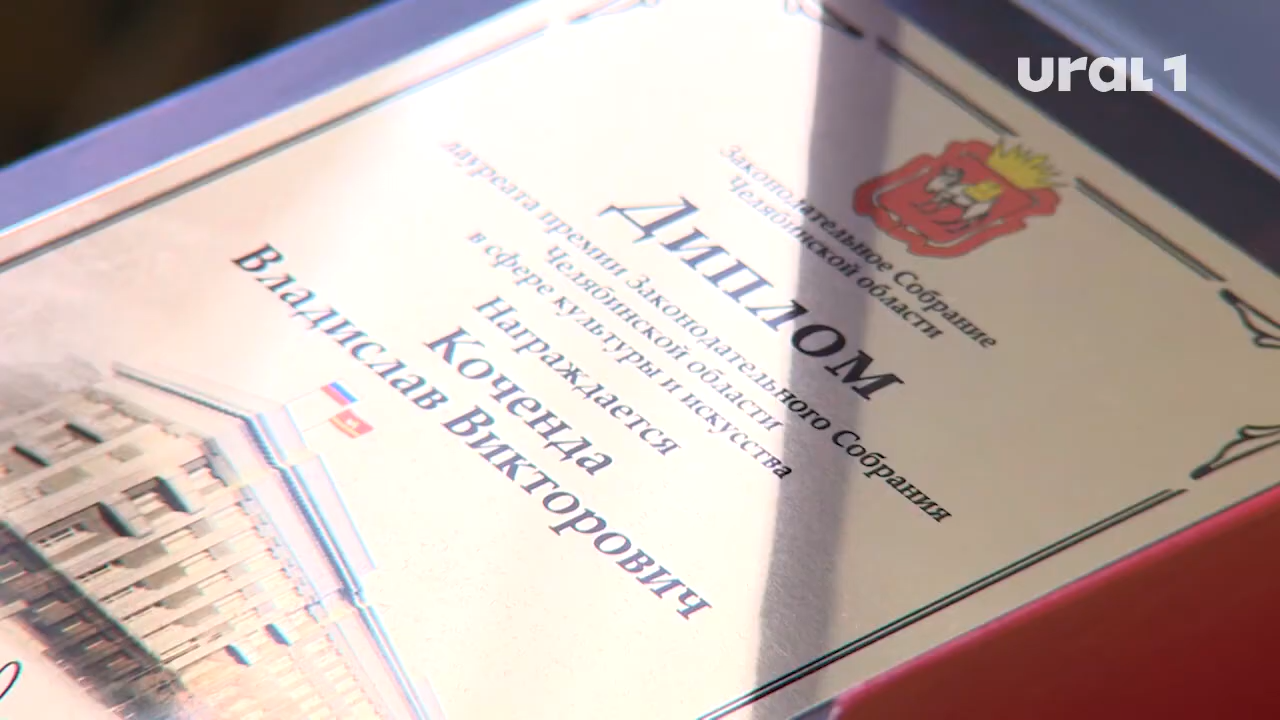 ural 1
Законодательное Собрание
Челябинской области
ДИПЛОМ
лауреата премии Законодательного Собрания
Челябинской области
в сфере культуры и искусства
Награждается
Коченда
Владислав Викторович